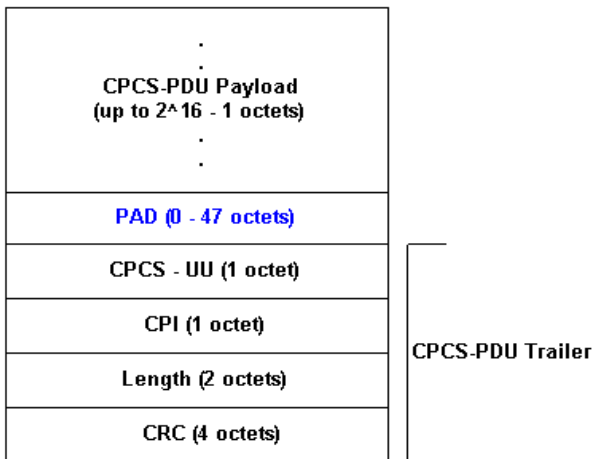 .
.
CPCS-PDU Payload
(up to 2^16 - 1 octets)
.
.
PAD (0 - 47 octets)
CPCS - UU (1 octet)
CPI (1 octet)
CPCS-PDU Trailer
Length (2 octets)
CRC (4 octets)